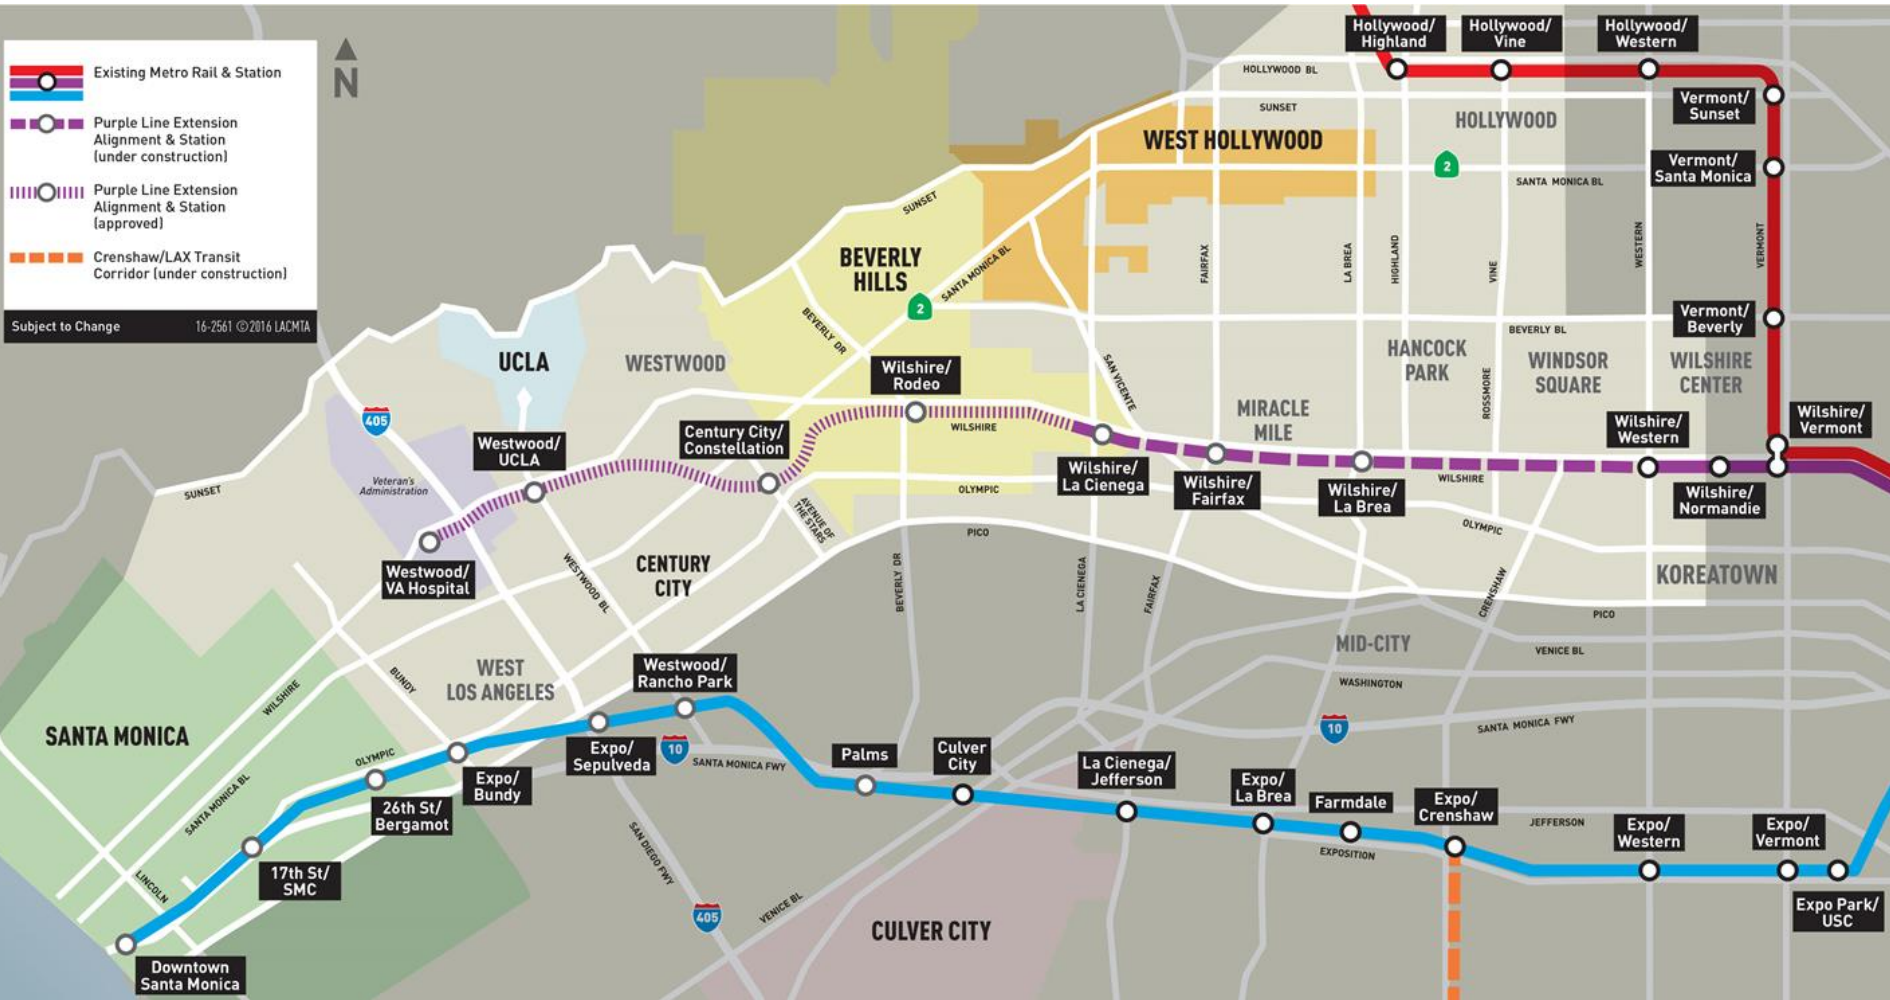 Existing Metro Rail & Station
Purple Line Extension
Alignment & Station
(under construction)
Purple Line Extension
Alignment & Station
(approved)
Crenshaw/LAX Transit
Corridor (under construction)
Subject to Change
16-2561 ©2016 LACMTA
N
Hollywood/
Highland
Hollywood/
Vine
Hollywood/
Western
HOLLYWOOD BL
SUNSET
Vermont/
Sunset
HOLLYWOOD
WEST HOLLYWOOD
2
Vermont/
Santa Monica
SANTA MONICA BL
SUNSET
BEVERLY
HILLS
SANTA MONICA BL
2
FAIRFAX
LA BREA
HIGHLAND
VINE
WESTERN
VERMONT
BEVERLY DR
Vermont/
Beverly
BEVERLY BL
UCLA
WESTWOOD
Wilshire/
Rodeo
SAN VICENTE
HANCOCK
PARK
ROSSMORE
WINDSOR
SQUARE
WILSHIRE
CENTER
405
MIRACLE
MILE
Wilshire/
Western
Wilshire/
Vermont
Westwood/
UCLA
Century City/
Constellation
WILSHIRE
Veteran's
Administration
SUNSET
OLYMPIC
Wilshire/
La Cienega
Wilshire/
Fairfax
Wilshire/
La Brea
WILSHIRE
Wilshire/
Normandie
AVENUE OF
THE STARS
PICO
OLYMPIC
Westwood/
VA Hospital
WESTWOOD BL
CENTURY
CITY
BEVERLY DR
LA CIENEGA
FAIRFAX
CRENSHAW
KOREATOWN
PICO
MID-CITY
VENICE BL
WASHINGTON
WEST
LOS ANGELES
BUNDY
Westwood/
Rancho Park
WILSHIRE
SANTA MONICA
10
SANTA MONICA FWY
OLYMPIC
Expo/
Sepulveda
10
SANTA MONICA FWY
Palms
Culver
City
La Cienega/
Jefferson
Expo/
La Brea
Farmdale
Expo/
Crenshaw
JEFFERSON
Expo/
Western
Expo/
Vermont
SANTA MONICA BL
Expo/
Bundy
26th St/
Bergamot
EXPOSITION
SAN DIEGO FWY
17th St/
SMC
LINCOLN
405
VENICE BL
CULVER CITY
Expo Park/
USC
Downtown
Santa Monica